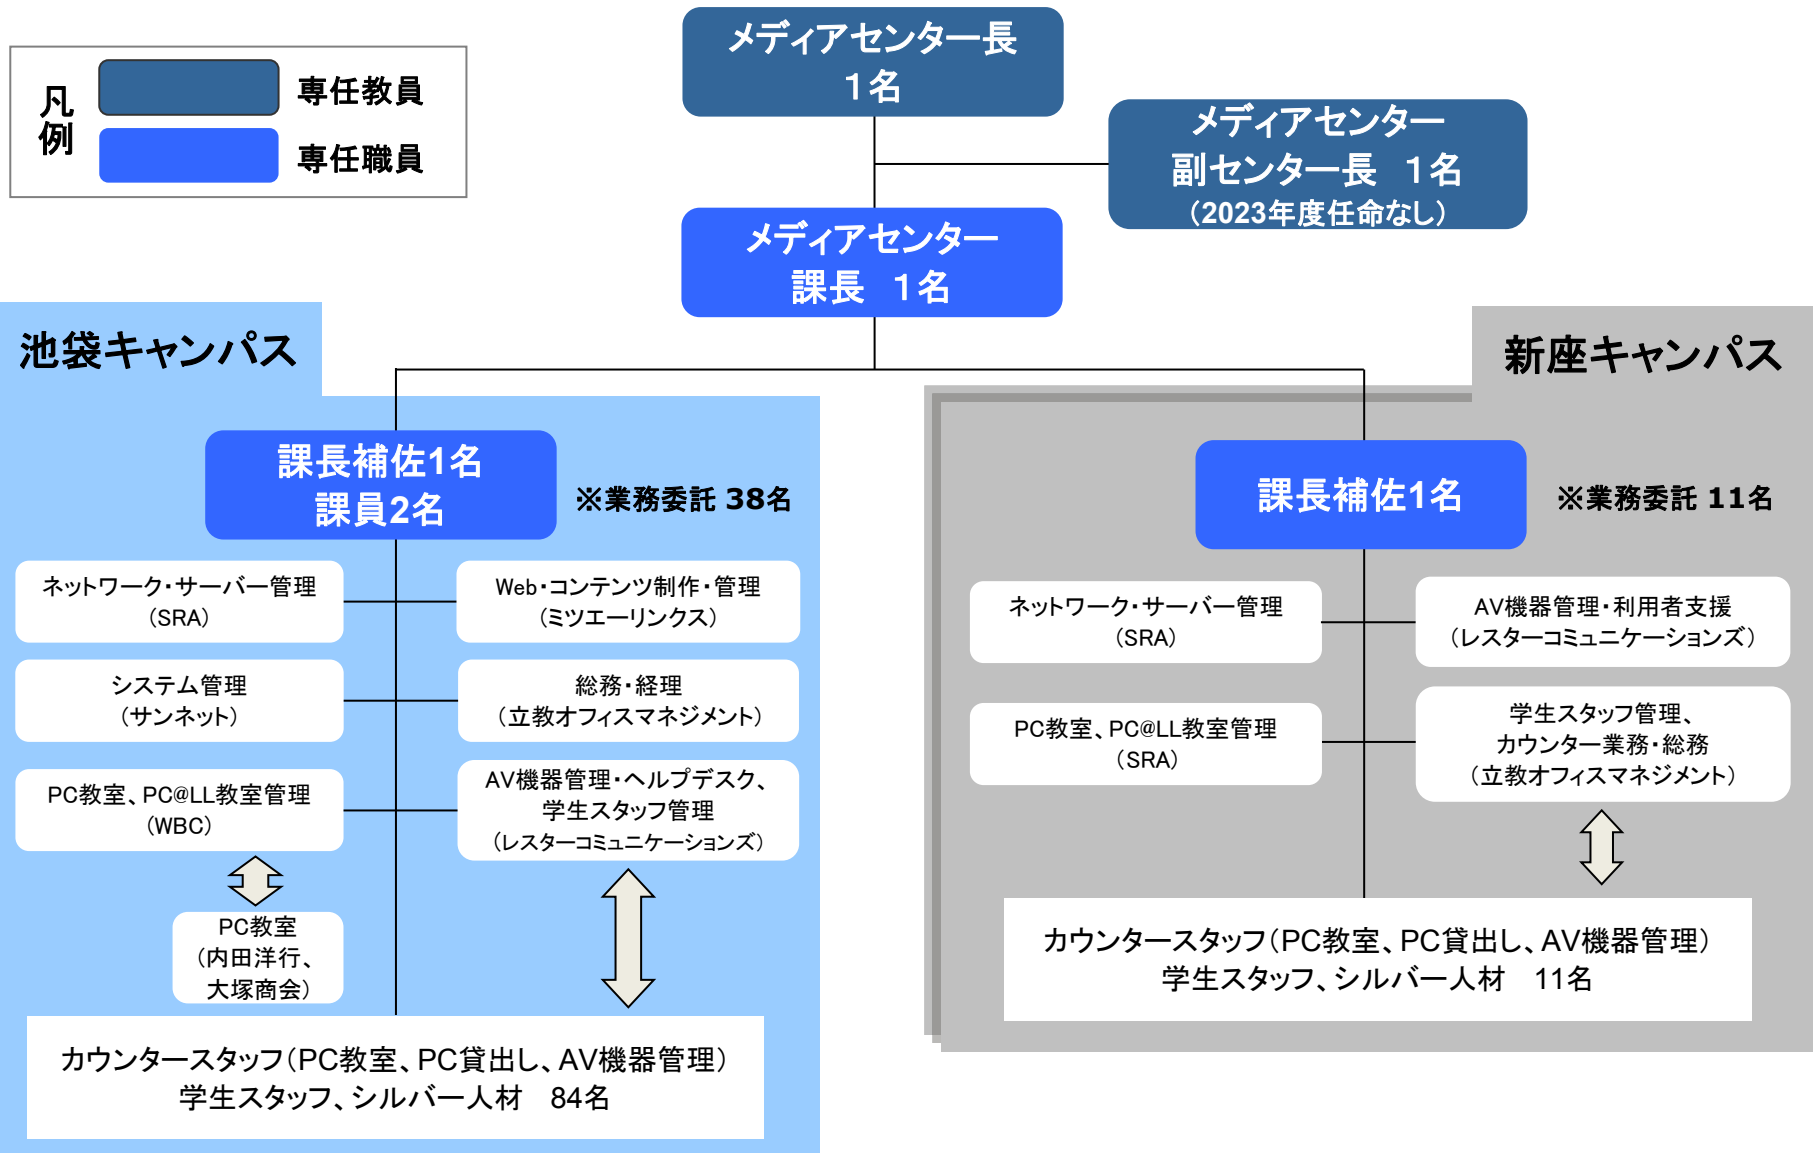 凡例
専任教員
専任職員
メディアセンター長
１名
メディアセンター
副センター長　１名
（2023年度任命なし）
メディアセンター
課長　１名
池袋キャンパス
課長補佐1名
課員2名
※業務委託 38名
ネットワーク・サーバー管理
（SRA）
Web・コンテンツ制作・管理
（ミツエーリンクス）
システム管理
（サンネット）
総務・経理
（立教オフィスマネジメント）
PC教室、PC@LL教室管理
（WBC）
AV機器管理・ヘルプデスク、
学生スタッフ管理
（レスターコミュニケーションズ）
PC教室
（内田洋行、
大塚商会）
カウンタースタッフ（PC教室、PC貸出し、AV機器管理）
学生スタッフ、シルバー人材　84名
新座キャンパス
課長補佐1名
※業務委託 11名
ネットワーク・サーバー管理
（SRA）
AV機器管理・利用者支援
（レスターコミュニケーションズ）
PC教室、PC@LL教室管理
（SRA）
学生スタッフ管理、
カウンター業務・総務
（立教オフィスマネジメント）
カウンタースタッフ（PC教室、PC貸出し、AV機器管理）
学生スタッフ、シルバー人材　11名